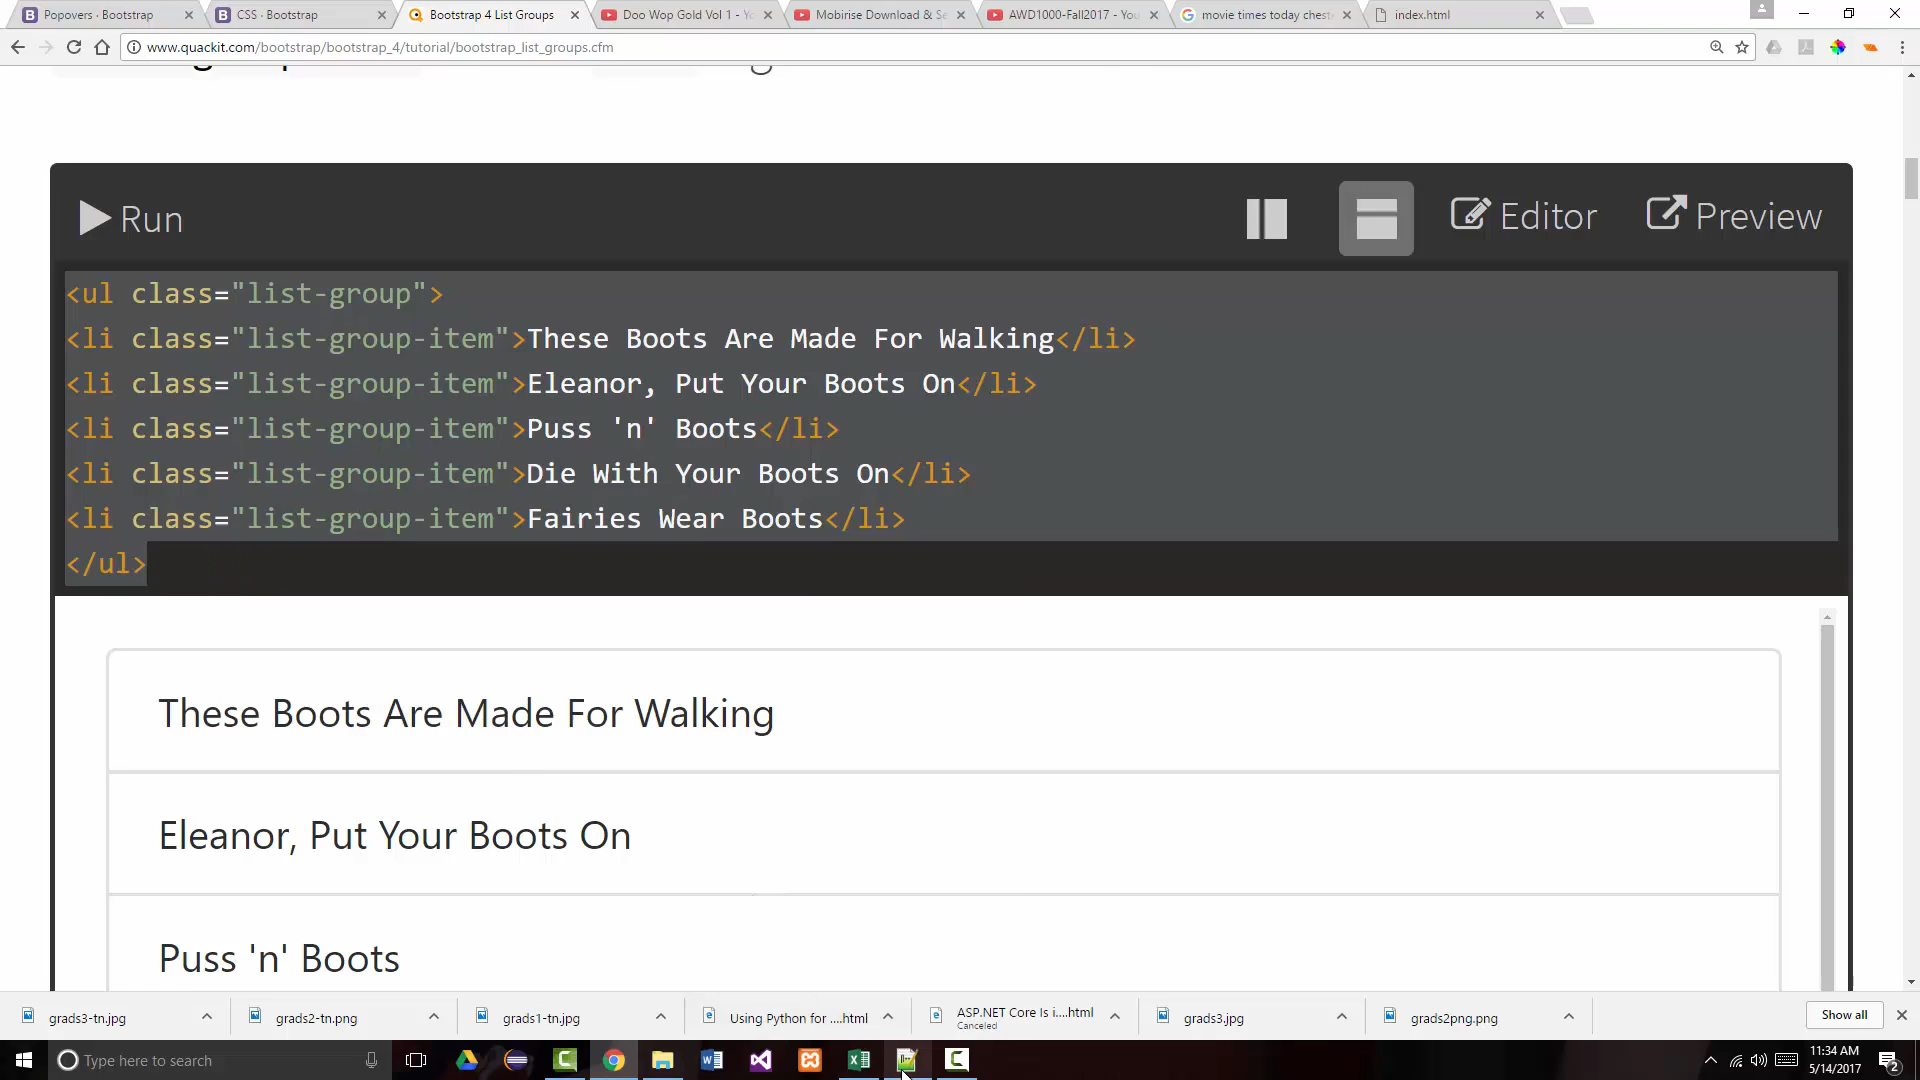 Popovers · Bootstrap
CSS · Bootstrap
Bootstrap 4 List Groups
Doo Wop Gold Vol 1 - Yo
Mobirise Download & Se
AWD1000-Fall2017 - You
movie times today chest
index.html
www.quackit.com/bootstrap/bootstrap_4/tutorial/bootstrap_list_groups.cfm
Run
Editor
Preview
<ul class="list-group">
<li class="list-group-item">These Boots Are Made For Walking</li>
<li class="list-group-item">Eleanor, Put Your Boots On</li>
<li class="list-group-item">Puss 'n' Boots</li>
<li class="list-group-item">Die With Your Boots On</li>
<li class="list-group-item">Fairies Wear Boots</li>
</ul>
These Boots Are Made For Walking
Eleanor, Put Your Boots On
Puss 'n' Boots
grads3-tn.jpg
grads2-tn.png
grads1-tn.jpg
Using Python for ....html
ASP.NET Core Is i....html
Canceled
grads3.jpg
grads2png.png
Show all
Type here to search
11:34 AM
5/14/2017
2